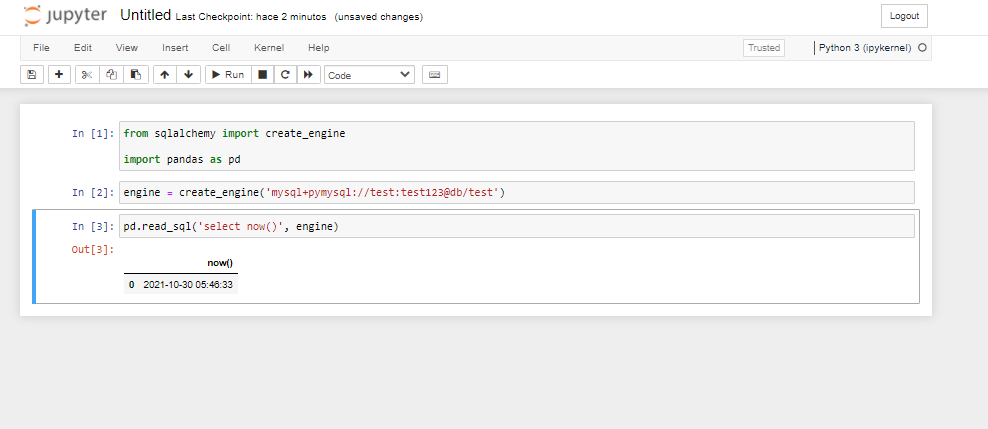 jupyter Untitled Last Checkpoint: hace 2 minutos (unsaved changes) Logout
File Edit View Insert Cell Kernel Help Trusted Python 3 (ipykernel)
Run Code
In [1]: from sqlalchemy import create_engine
import pandas as pd
In [2]: engine = create_engine('mysql+pymysql://test:test123@db/test')
In [3]: pd.read_sql('select now()', engine)
Out[3]:
now()
0 2021-10-30 05:46:33